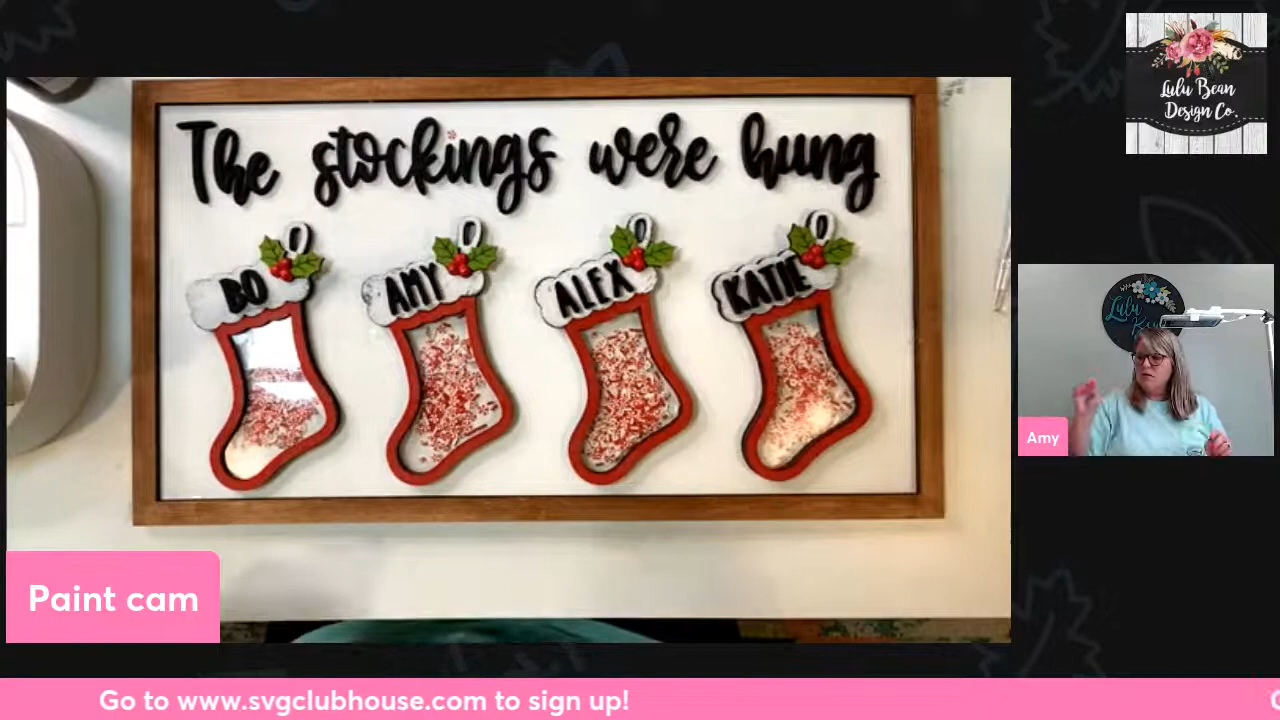 Lulu Bean
Design Co.
The stockings were hung
BO
AMY
ALEX
KATIE
Lulu
Amy
Paint cam
Go to www.svgclubhouse.com to sign up!